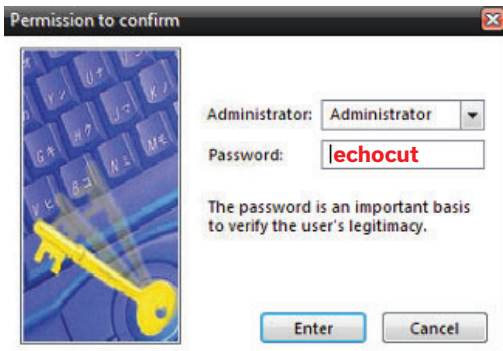 Permission to confirm
Administrator: Administrator
Password: echocut
The password is an important basis
to verify the user's legitimacy.
Enter Cancel